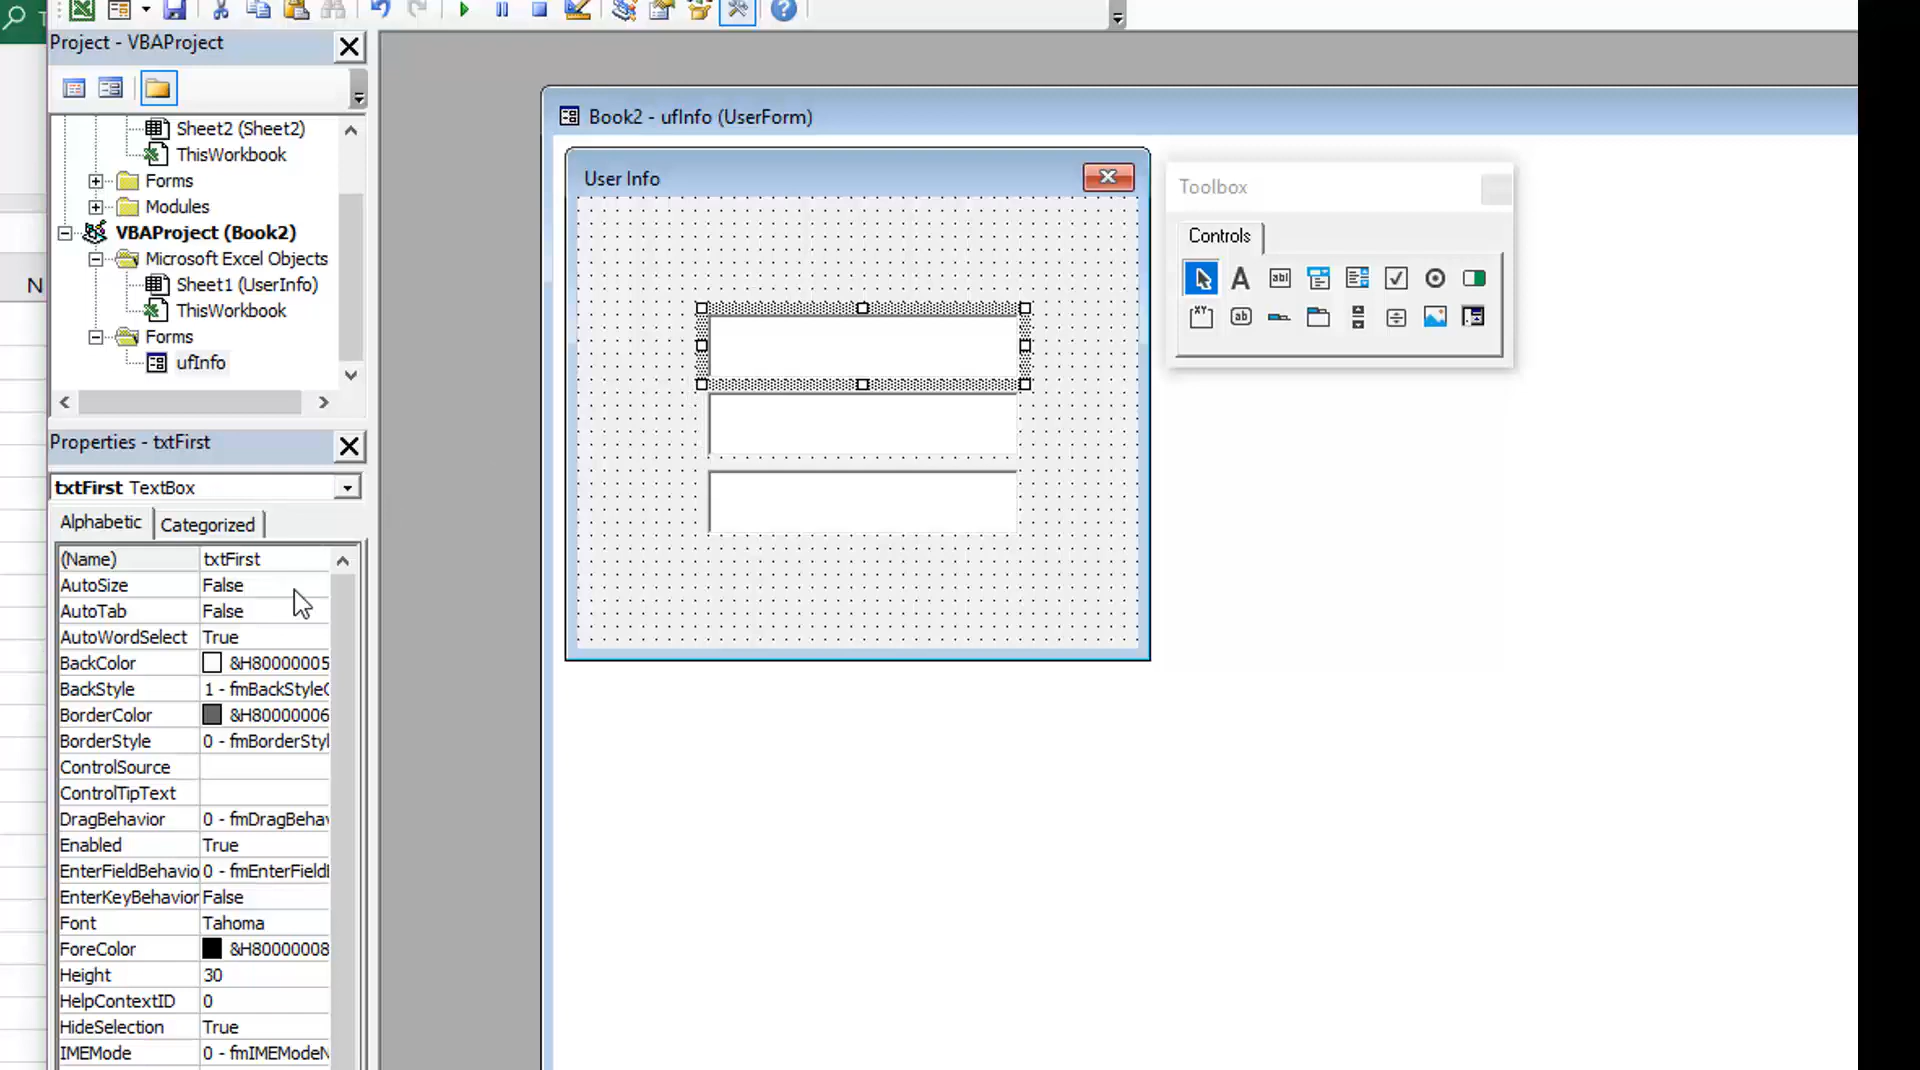 Project - VBAProject
Sheet2 (Sheet2)
ThisWorkbook
Forms
Modules
VBAProject (Book2)
Microsoft Excel Objects
Sheet1 (UserInfo)
ThisWorkbook
Forms
ufInfo
N
Properties - txtFirst
txtFirst TextBox
Alphabetic Categorized
(Name) txtFirst
AutoSize False
AutoTab False
AutoWordSelect True
BackColor &H80000005
BackStyle 1 - fmBackStyle
BorderColor &H80000006
BorderStyle 0 - fmBorderStyl
ControlSource
ControlTipText
DragBehavior 0 - fmDragBehav
Enabled True
EnterFieldBehavio 0 - fmEnterField
EnterKeyBehavior False
Font Tahoma
ForeColor &H80000008
Height 30
HelpContextID 0
HideSelection True
IMEMode 0 - fmIMEMode
Book2 - ufInfo (UserForm)
User Info
Toolbox
Controls
A abl
XY ab